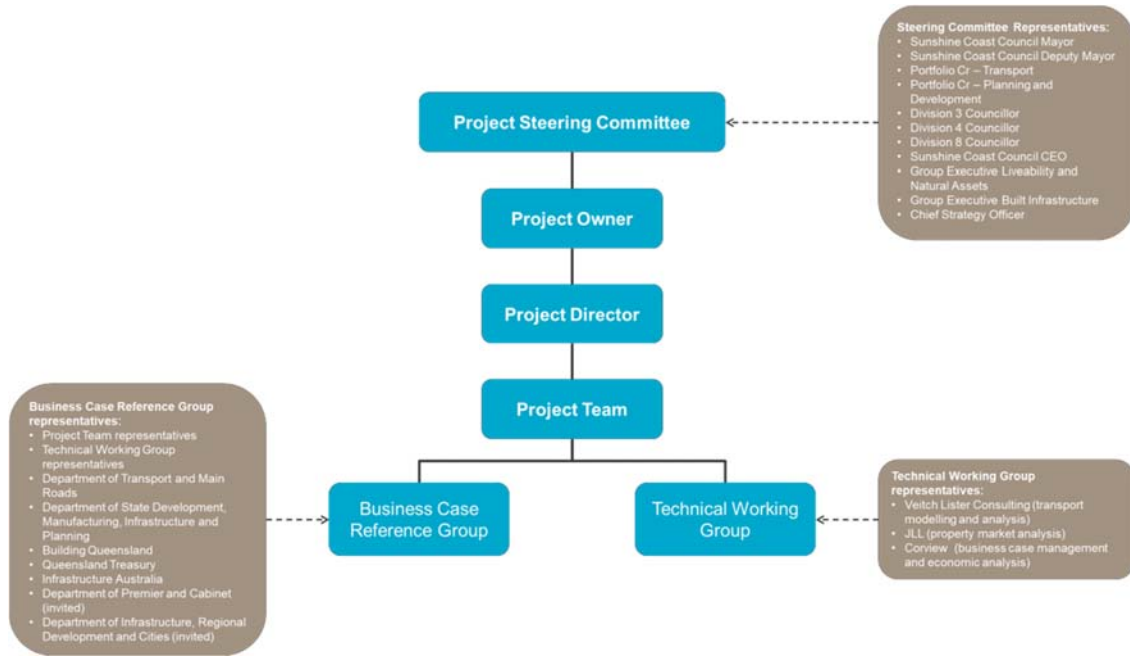 Steering Committee Representatives:
• Sunshine Coast Council Mayor
• Sunshine Coast Council Deputy Mayor
• Portfolio Cr – Transport
• Portfolio Cr – Planning and
Development
• Division 3 Councillor
• Division 4 Councillor
• Division 8 Councillor
• Sunshine Coast Council CEO
• Group Executive Liveability and
Natural Assets
• Group Executive Built Infrastructure
• Chief Strategy Officer
Project Steering Committee
Project Owner
Project Director
Project Team
Business Case Reference Group
representatives:
• Project Team representatives
• Technical Working Group
representatives
• Department of Transport and Main
Roads
• Department of State Development,
Manufacturing, Infrastructure and
Planning
• Building Queensland
• Queensland Treasury
• Infrastructure Australia
• Department of Premier and Cabinet
(invited)
• Department of Infrastructure, Regional
Development and Cities (invited)
Business Case
Reference Group
Technical Working
Group
Technical Working Group
representatives:
• Veitch Lister Consulting (transport
modelling and analysis)
• JLL (property market analysis)
• Corview (business case management
and economic analysis)